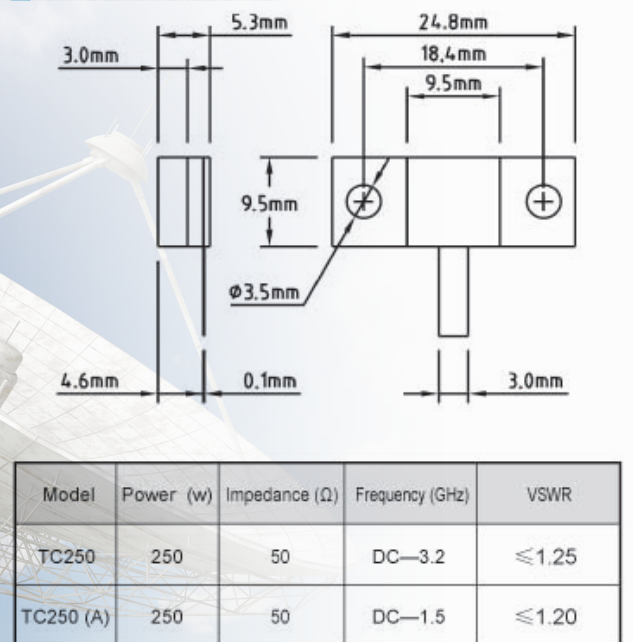 5.3mm
24.8mm
3.0mm
18.4mm
9.5mm
9.5mm
Ø3.5mm
4.6mm
0.1mm
3.0mm
Model Power (w) Impedance (Ω) Frequency (GHz) VSWR
TC250 250 50 DC—3.2 ≤1.25
TC250 (A) 250 50 DC—1.5 ≤1.20